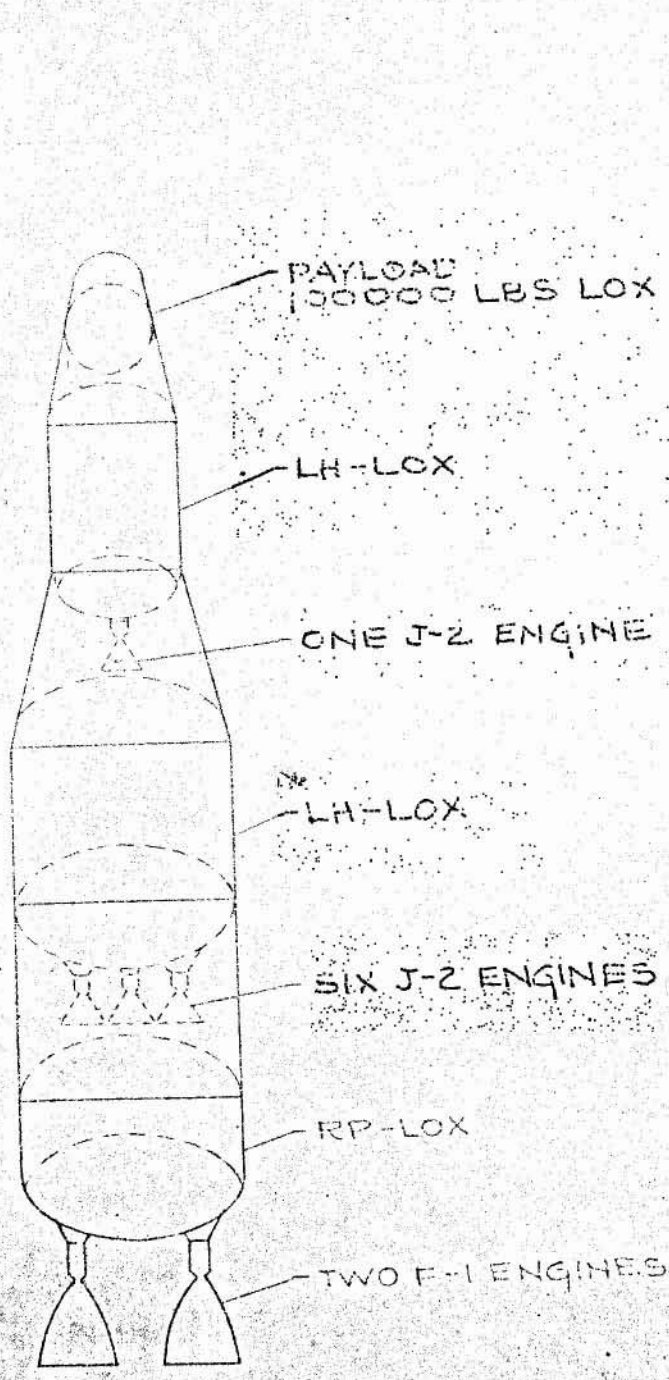 PAYLOAD
100000 LBS LOX
LH-LOX
ONE J-2 ENGINE
LH-LOX
SIX J-2 ENGINES
RP-LOX
TWO F-1 ENGINES